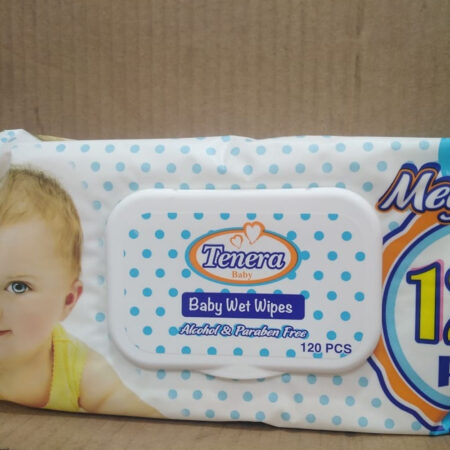 Tenera
Baby
Baby Wet Wipes
Alcohol & Paraben Free
120 PCS